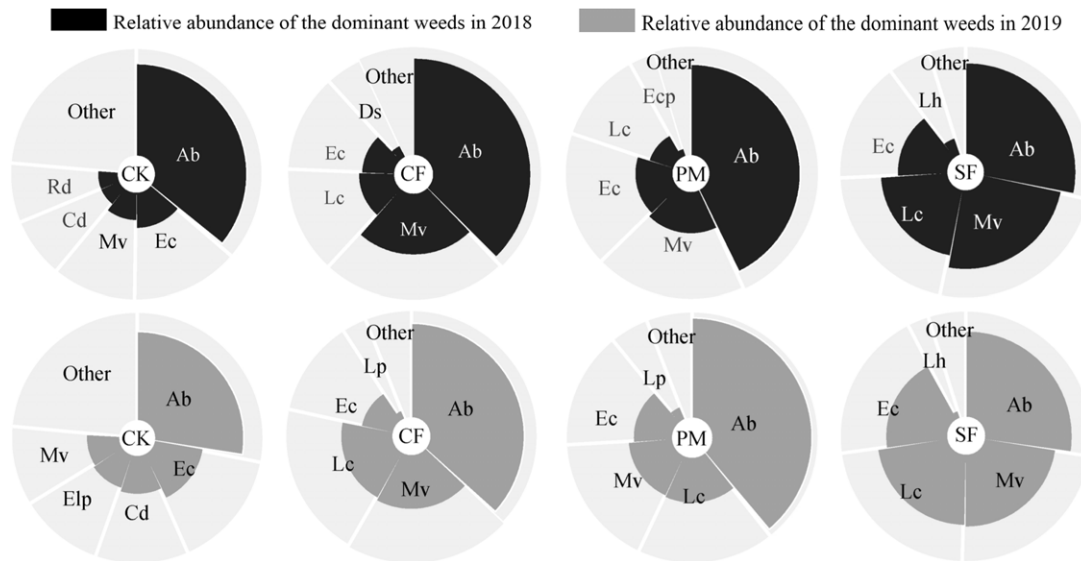 Relative abundance of the dominant weeds in 2018
Relative abundance of the dominant weeds in 2019
Other
Ab
CK
Rd
Cd
Mv
Ec
Other
Ds
Ab
Ec
CF
Lc
Mv
Other
Ecp
Lc
Ab
PM
Ec
Mv
Other
Lh
Ec
Ab
SF
Lc
Mv
Other
Ab
CK
Mv
Ec
Elp
Cd
Other
Lp
Ec
Ab
CF
Lc
Mv
Other
Lp
Ec
Ab
PM
Mv
Lc
Other
Lh
Ec
Ab
SF
Lc
Mv